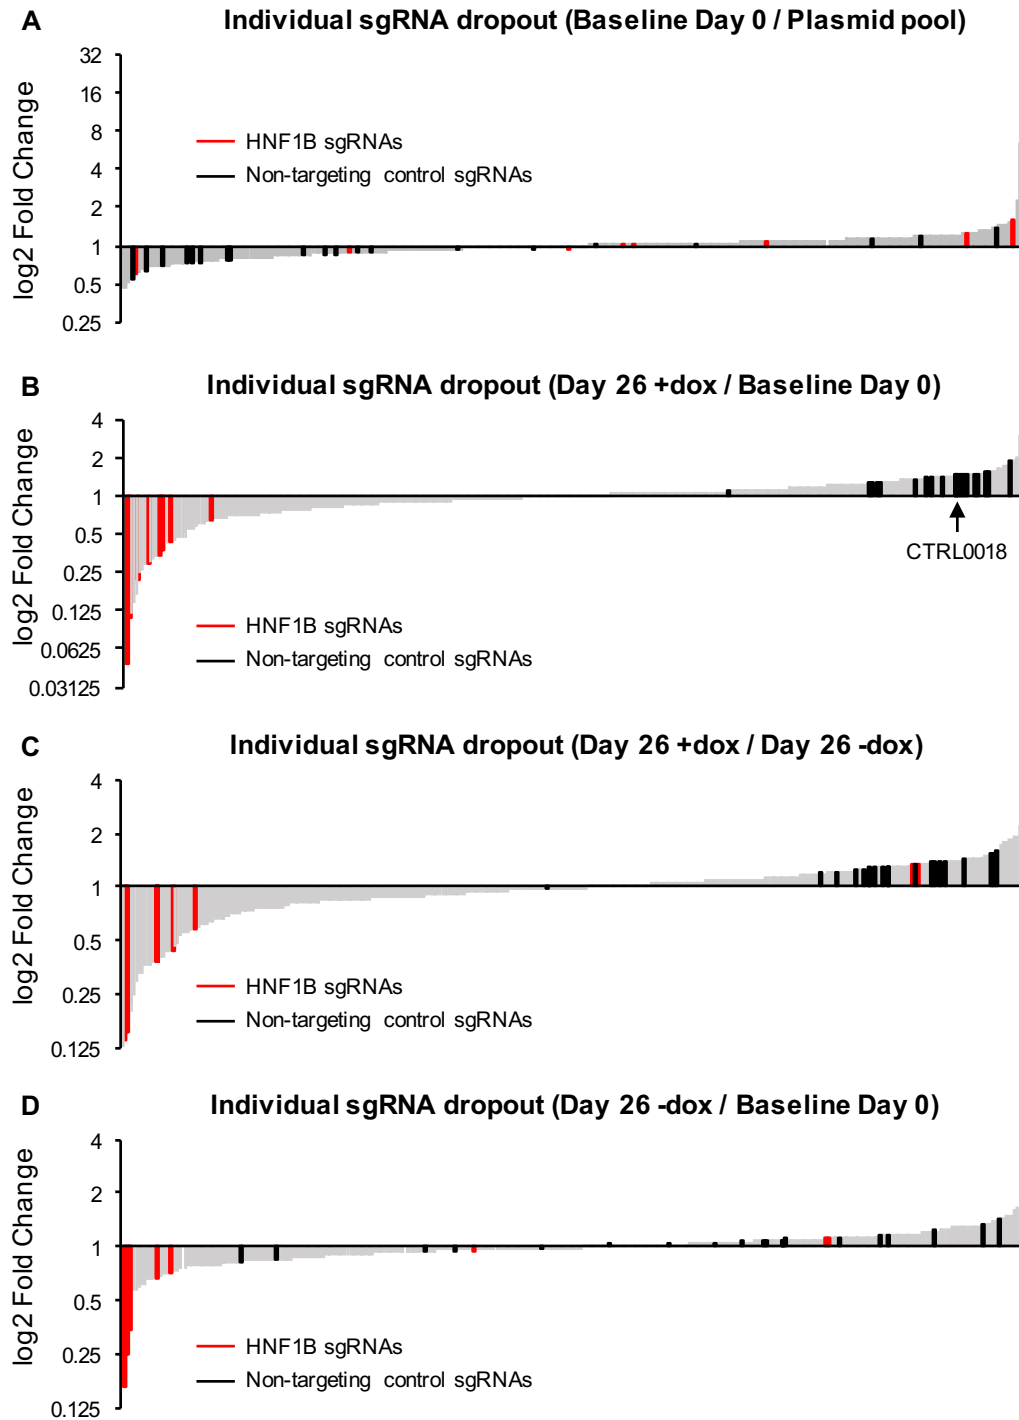 A
Individual sgRNA dropout (Baseline Day 0 / Plasmid pool)
log2 Fold Change
32
16
8
4
2
1
0.5
0.25
HNF1B sgRNAs
Non-targeting control sgRNAs
B
Individual sgRNA dropout (Day 26 +dox / Baseline Day 0)
log2 Fold Change
4
2
1
0.5
0.25
0.125
0.0625
0.03125
CTRL0018
HNF1B sgRNAs
Non-targeting control sgRNAs
C
Individual sgRNA dropout (Day 26 +dox / Day 26 -dox)
log2 Fold Change
4
2
1
0.5
0.25
0.125
HNF1B sgRNAs
Non-targeting control sgRNAs
D
Individual sgRNA dropout (Day 26 -dox / Baseline Day 0)
log2 Fold Change
4
2
1
0.5
0.25
0.125
HNF1B sgRNAs
Non-targeting control sgRNAs